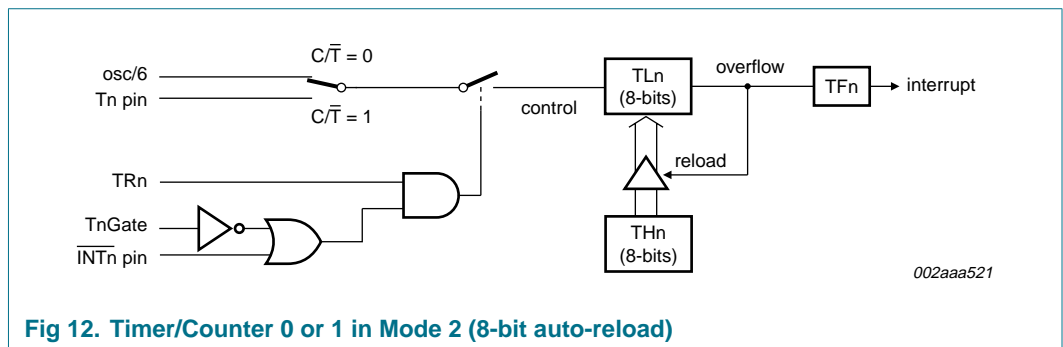 C/T̅ = 0
osc/6
Tn pin
C/T̅ = 1
control
TLn
(8-bits)
overflow
TFn
interrupt
reload
TRn
TnGate
I̅N̅T̅n̅ pin
THn
(8-bits)
002aaa521
Fig 12. Timer/Counter 0 or 1 in Mode 2 (8-bit auto-reload)